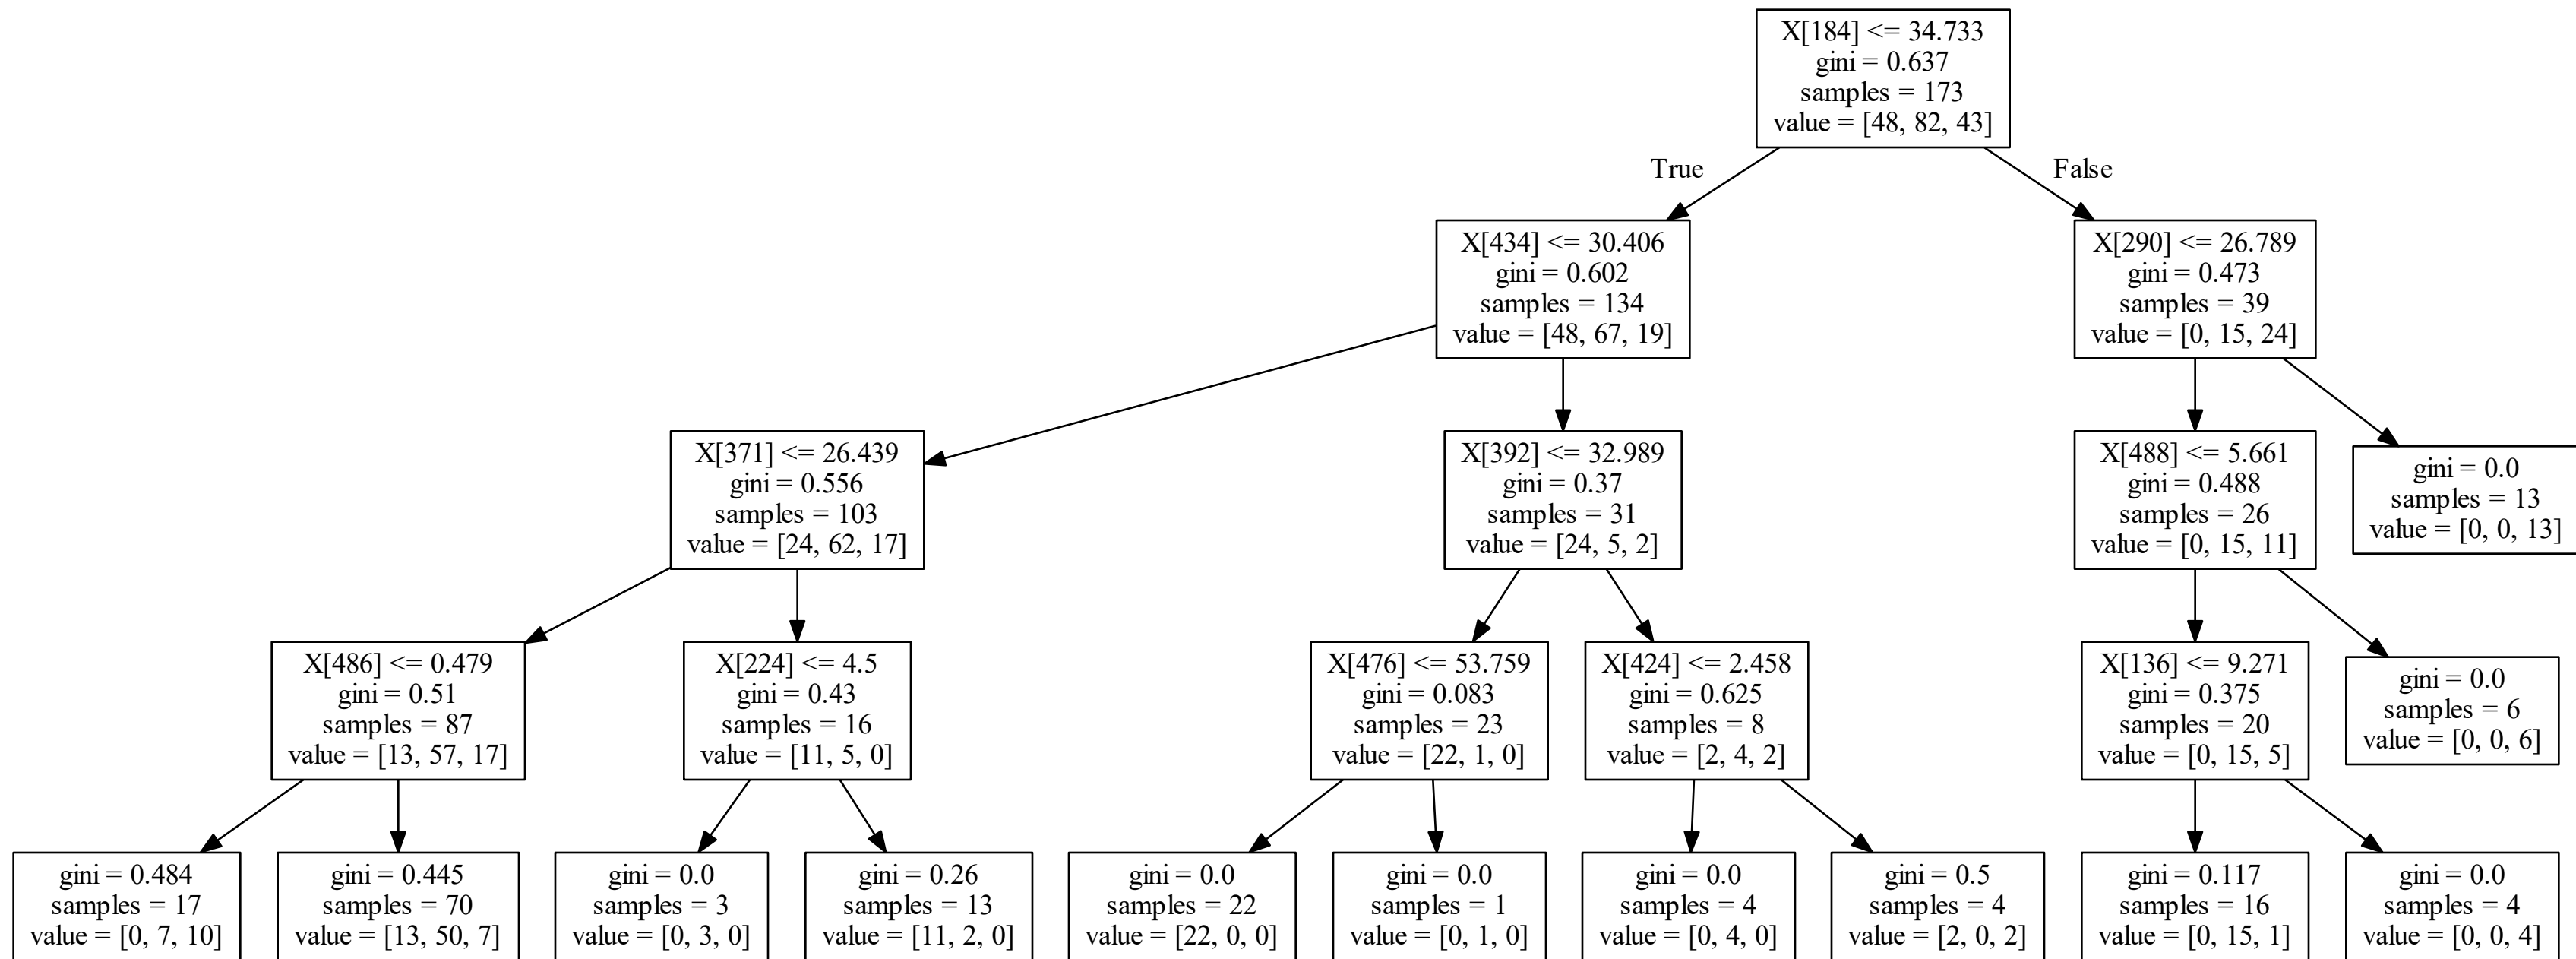 X[184] <= 34.733
gini = 0.637
samples = 173
value = [48, 82, 43]
True
False
X[434] <= 30.406
gini = 0.602
samples = 134
value = [48, 67, 19]
X[290] <= 26.789
gini = 0.473
samples = 39
value = [0, 15, 24]
X[371] <= 26.439
gini = 0.556
samples = 103
value = [24, 62, 17]
X[392] <= 32.989
gini = 0.37
samples = 31
value = [24, 5, 2]
X[488] <= 5.661
gini = 0.488
samples = 26
value = [0, 15, 11]
gini = 0.0
samples = 13
value = [0, 0, 13]
X[486] <= 0.479
gini = 0.51
samples = 87
value = [13, 57, 17]
X[224] <= 4.5
gini = 0.43
samples = 16
value = [11, 5, 0]
X[476] <= 53.759
gini = 0.083
samples = 23
value = [22, 1, 0]
X[424] <= 2.458
gini = 0.625
samples = 8
value = [2, 4, 2]
X[136] <= 9.271
gini = 0.375
samples = 20
value = [0, 15, 5]
gini = 0.0
samples = 6
value = [0, 0, 6]
gini = 0.484
samples = 17
value = [0, 7, 10]
gini = 0.445
samples = 70
value = [13, 50, 7]
gini = 0.0
samples = 3
value = [0, 3, 0]
gini = 0.26
samples = 13
value = [11, 2, 0]
gini = 0.0
samples = 22
value = [22, 0, 0]
gini = 0.0
samples = 1
value = [0, 1, 0]
gini = 0.0
samples = 4
value = [0, 4, 0]
gini = 0.5
samples = 4
value = [2, 0, 2]
gini = 0.117
samples = 16
value = [0, 15, 1]
gini = 0.0
samples = 4
value = [0, 0, 4]